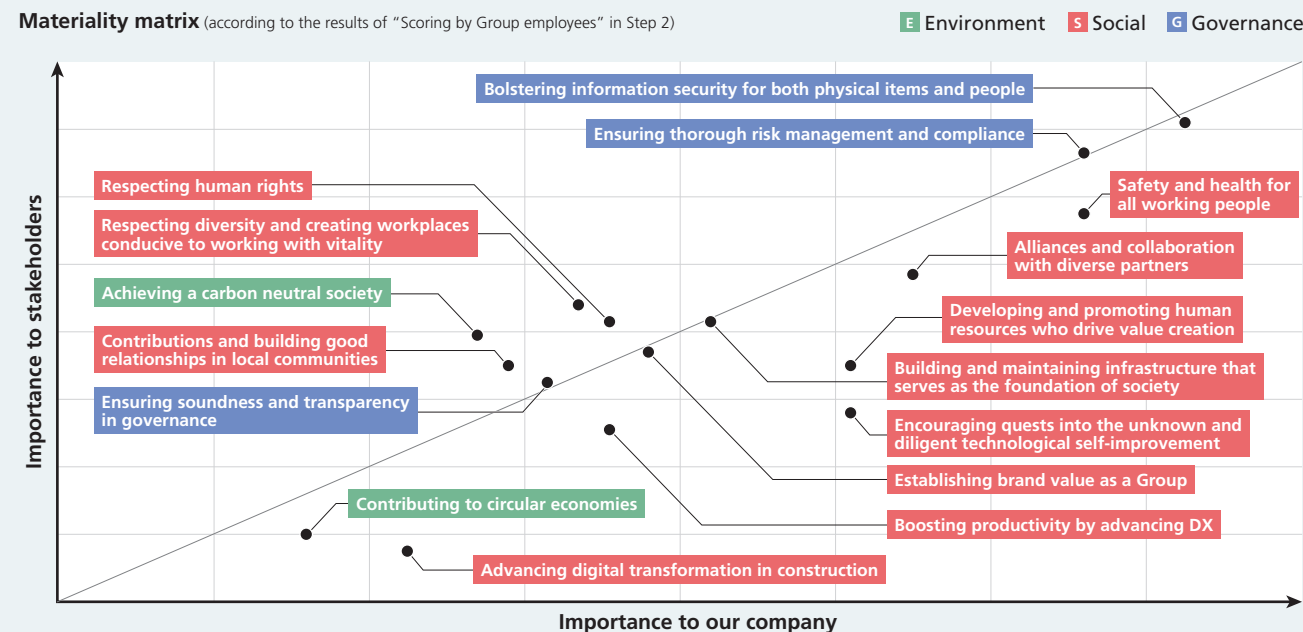 Materiality matrix (according to the results of “Scoring by Group employees” in Step 2)
E Environment S Social G Governance
Bolstering information security for both physical items and people
Ensuring thorough risk management and compliance
Respecting human rights
Safety and health for
all working people
Respecting diversity and creating workplaces
conducive to working with vitality
Alliances and collaboration
with diverse partners
Achieving a carbon neutral society
Developing and promoting human
resources who drive value creation
Contributions and building good
relationships in local communities
Building and maintaining infrastructure that
serves as the foundation of society
Ensuring soundness and transparency
in governance
Encouraging quests into the unknown and
diligent technological self-improvement
Establishing brand value as a Group
Contributing to circular economies
Boosting productivity by advancing DX
Advancing digital transformation in construction
Importance to stakeholders
Importance to our company